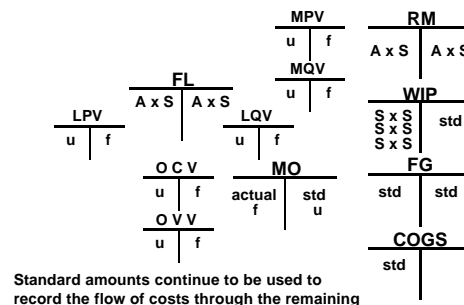 MPV
u f
RM
A x S A x S
MQV
u f
FL
A x S A x S
WIP
S x S std
S x S
S x S
LPV
u f
LQV
u f
O C V
u f
MO
actual std
f u
FG
std std
O V V
u f
COGS
std
Standard amounts continue to be used to
record the flow of costs through the remaining